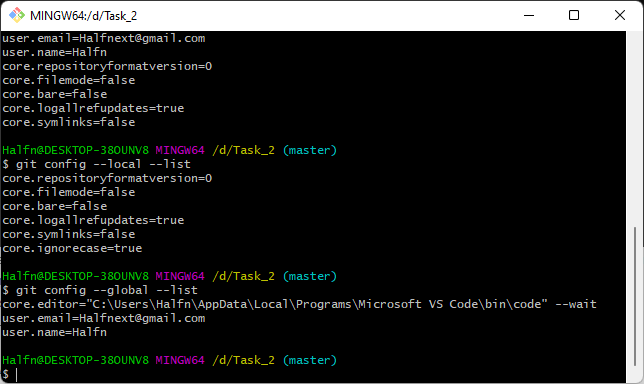 MINGW64:/d/Task_2
user.email=Halfnext@gmail.com
user.name=Halfn
core.repositoryformatversion=0
core.filemode=false
core.bare=false
core.logallrefupdates=true
core.symlinks=false
Halfn@DESKTOP-380UNV8 MINGW64 /d/Task_2 (master)
$ git config --local --list
core.repositoryformatversion=0
core.filemode=false
core.bare=false
core.logallrefupdates=true
core.symlinks=false
core.ignorecase=true
Halfn@DESKTOP-380UNV8 MINGW64 /d/Task_2 (master)
$ git config --global --list
core.editor="C:\Users\Halfn\AppData\Local\Programs\Microsoft VS Code\bin\code" --wait
user.email=Halfnext@gmail.com
user.name=Halfn
Halfn@DESKTOP-380UNV8 MINGW64 /d/Task_2 (master)
$